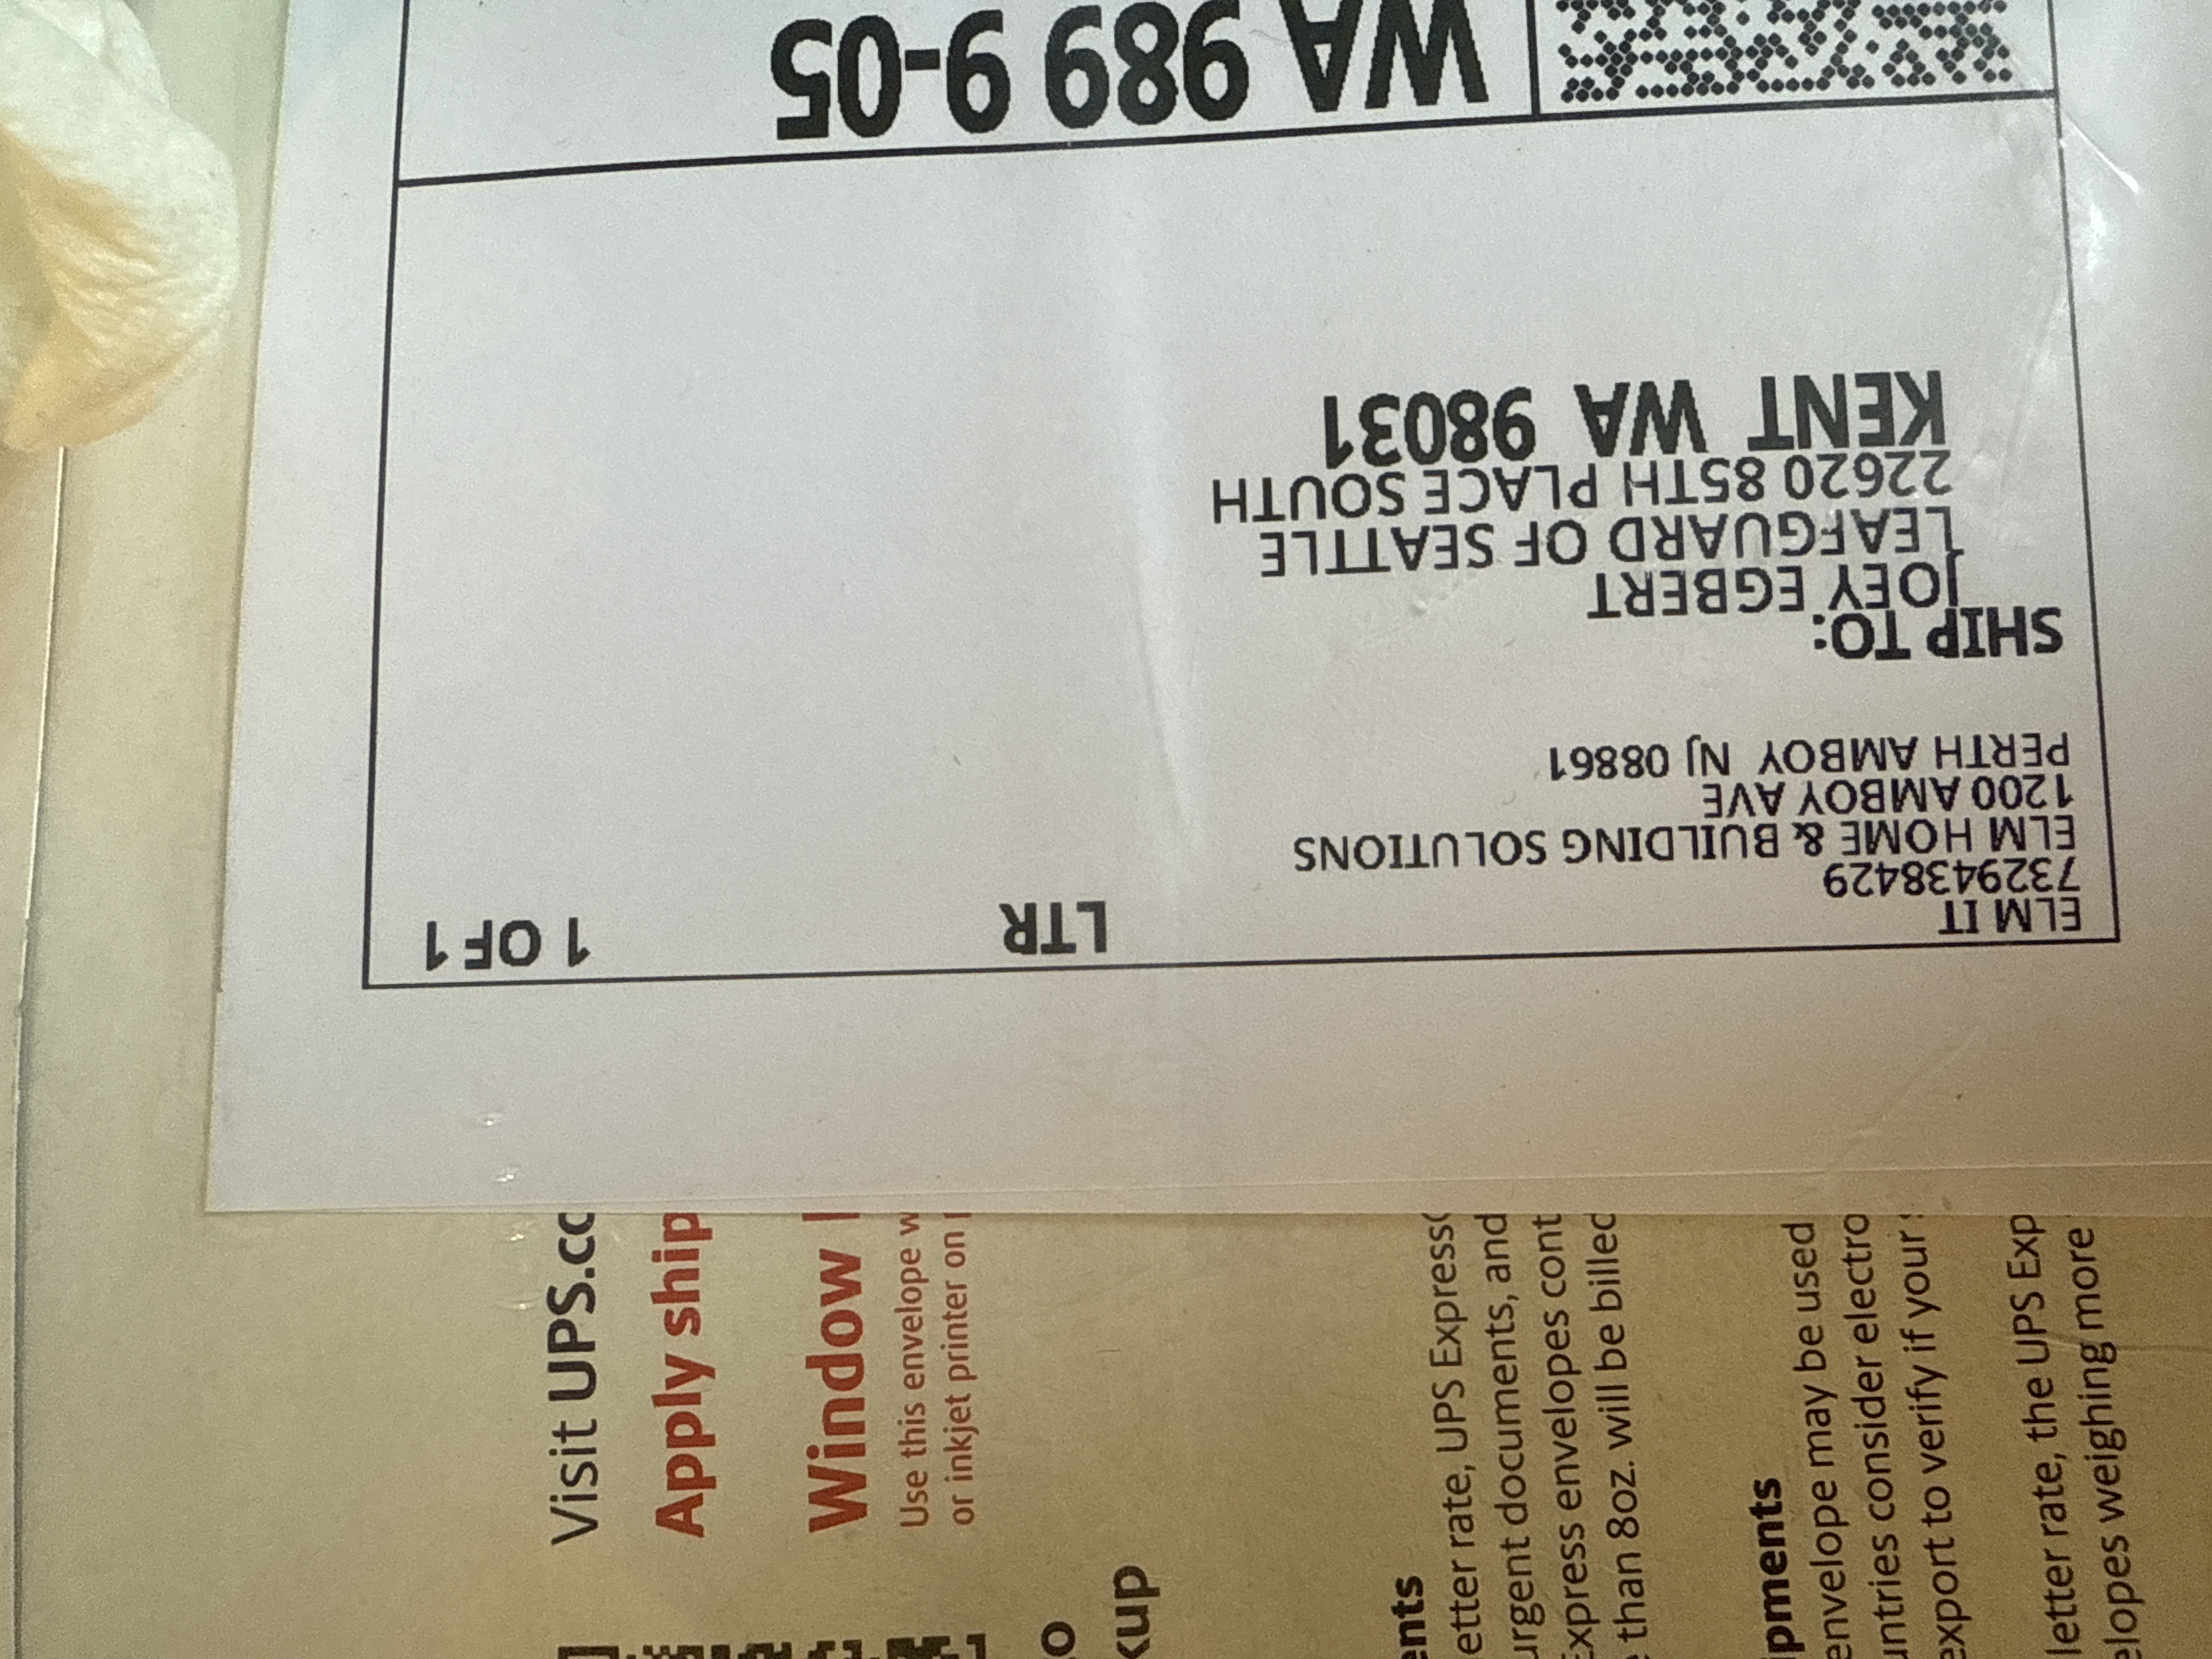 Visit UPS.cc
Apply ship
Window
Use this envelope w
or inkjet printer on
to
kup
ents
letter rate, UPS Express
urgent documents, and
Express envelopes cont
than 8oz. will be billed
ipments
envelope may be used
untries consider electro
export to verify if your
letter rate, the UPS Exp
elopes weighing more
LTR
1 OF 1
ELM IT
7329438429
ELM HOME & BUILDING SOLUTIONS
1200 AMBOY AVE
PERTH AMBOY NJ 08861
SHIP TO:
JOEY EGBERT
LEAFGUARD OF SEATTLE
22620 85TH PLACE SOUTH
KENT WA 98031
WA 989 9-05